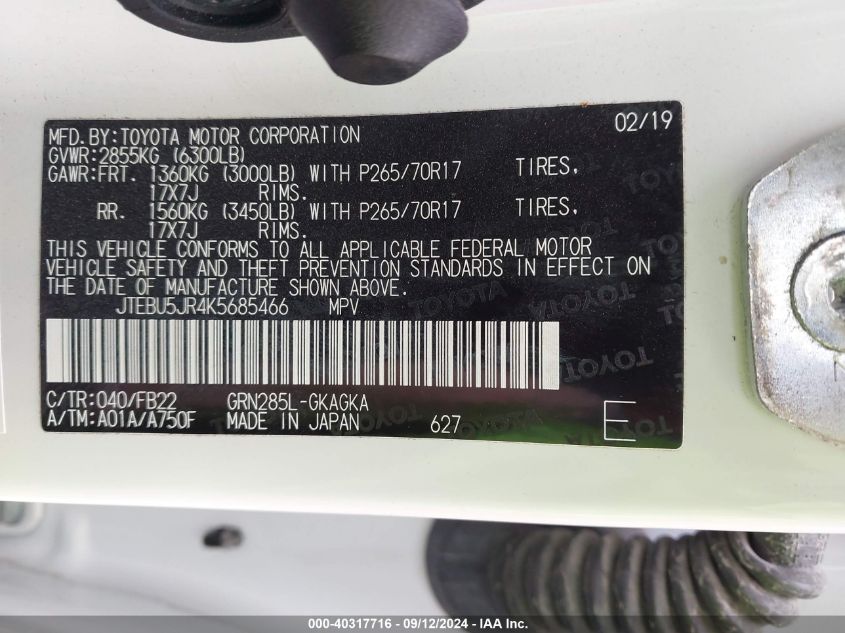 MFD.BY:TOYOTA MOTOR CORPORATION 02/19
GVWR:2855KG (6300LB)
GAWR:FRT. 1360KG (3000LB) WITH P265/70R17 TIRES,
17X7J RIMS.
RR. 1560KG (3450LB) WITH P265/70R17 TIRES,
17X7J RIMS.
THIS VEHICLE CONFORMS TO ALL APPLICABLE FEDERAL MOTOR
VEHICLE SAFETY AND THEFT PREVENTION STANDARDS IN EFFECT ON
THE DATE OF MANUFACTURE SHOWN ABOVE.
JTEBU5JR4K5685466 MPV
C/TR:040/FB22 GRN285L-GKAGKA
A/TM:A01A/A750F MADE IN JAPAN 627 E
000-40317716 - 09/12/2024 - IAA Inc.